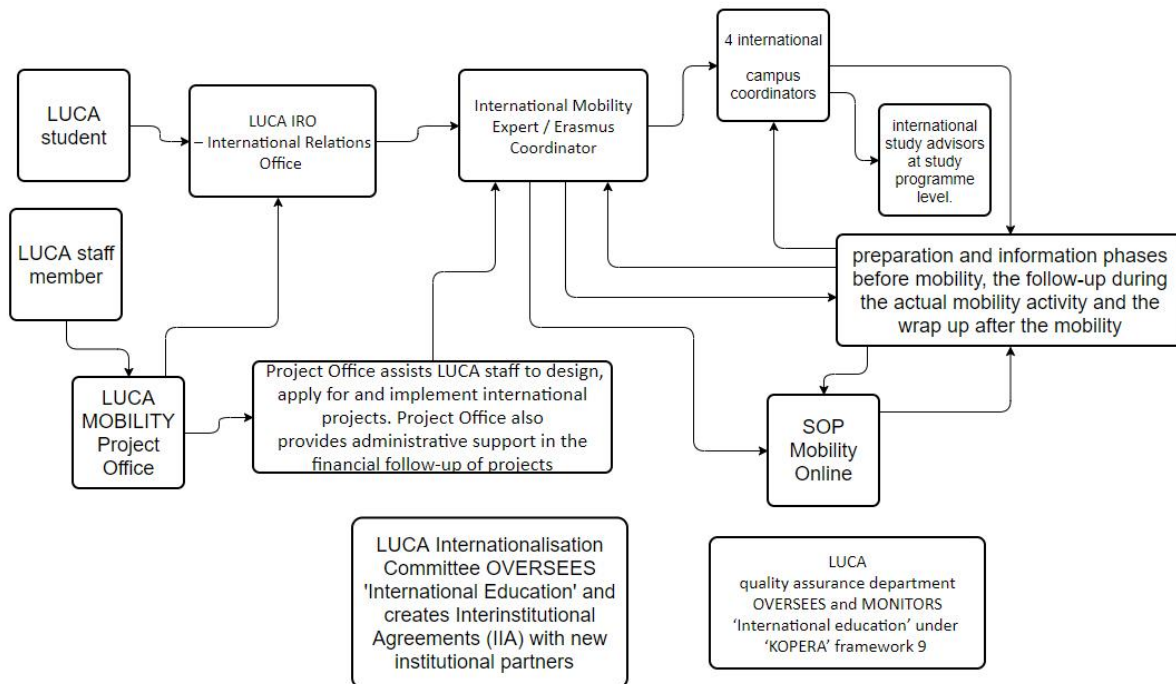 LUCA
student
LUCA IRO
– International Relations
Office
International Mobility
Expert / Erasmus
Coordinator
4 international
campus
coordinators
international
study advisors
at study
programme
level.
LUCA staff
member
preparation and information phases
before mobility, the follow-up during
the actual mobility activity and the
wrap up after the mobility
LUCA
MOBILITY
Project
Office
Project Office assists LUCA staff to design,
apply for and implement international
projects. Project Office also
provides administrative support in the
financial follow-up of projects
SOP
Mobility
Online
LUCA Internationalisation
Committee OVERSEES
'International Education' and
creates Interinstitutional
Agreements (IIA) with new
institutional partners
LUCA
quality assurance department
OVERSEES and MONITORS
‘International education’ under
‘KOPERA’ framework 9